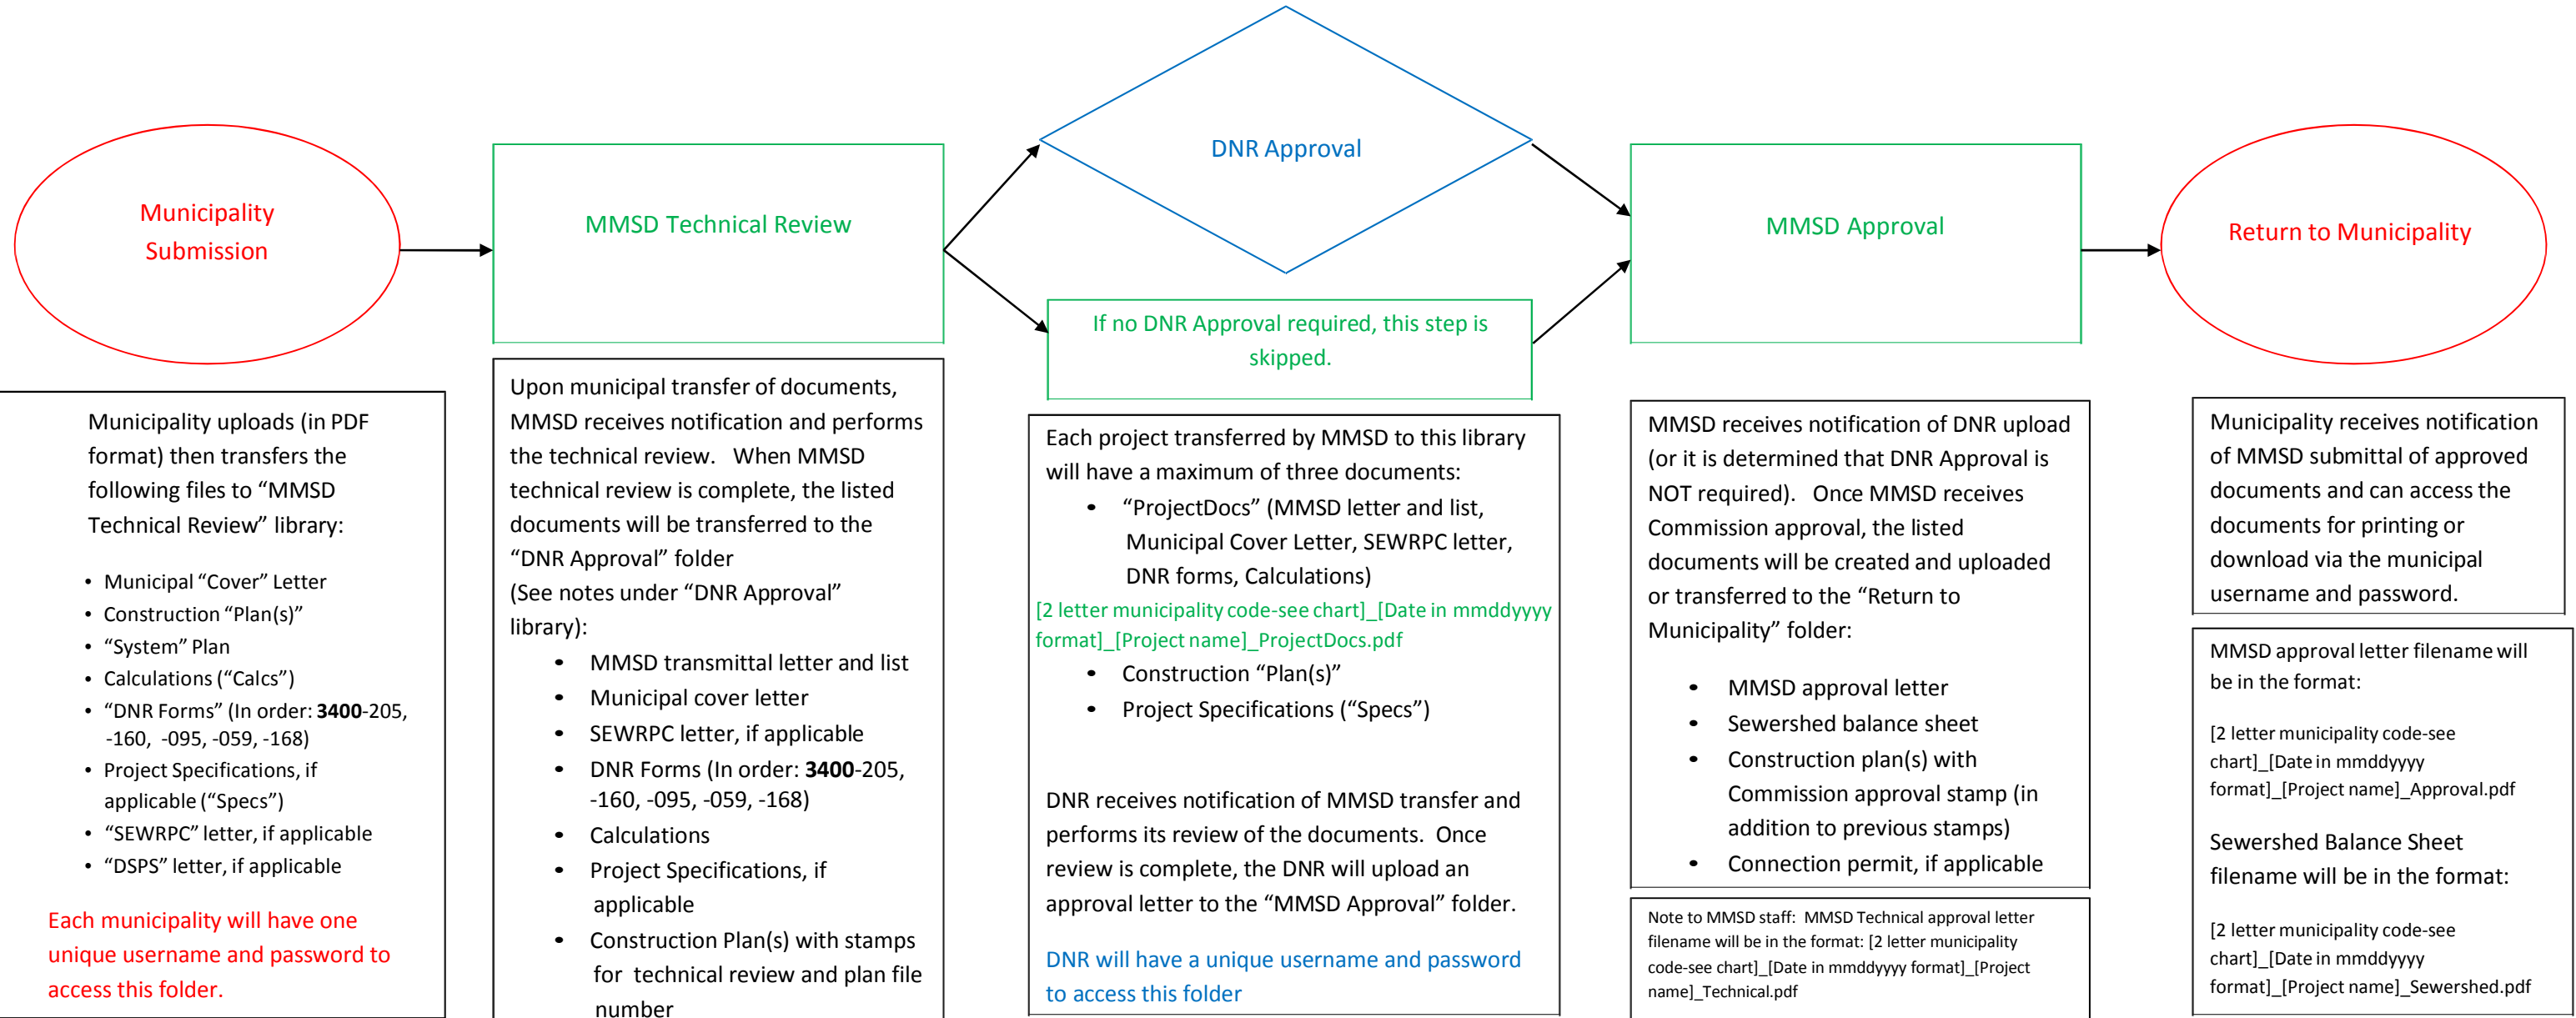 Municipality
Submission
MMSD Technical Review
DNR Approval
If no DNR Approval required, this step is
skipped.
MMSD Approval
Return to Municipality
Municipality uploads (in PDF
format) then transfers the
following files to “MMSD
Technical Review” library:
• Municipal “Cover” Letter
• Construction “Plan(s)”
• “System” Plan
• Calculations (“Calcs”)
• “DNR Forms” (In order: 3400-205,
-160, -095, -059, -168)
• Project Specifications, if
applicable (“Specs”)
• “SEWRPC” letter, if applicable
• “DSPS” letter, if applicable
Each municipality will have one
unique username and password to
access this folder.
Upon municipal transfer of documents,
MMSD receives notification and performs
the technical review. When MMSD
technical review is complete, the listed
documents will be transferred to the
“DNR Approval” folder
(See notes under “DNR Approval”
library):
• MMSD transmittal letter and list
• Municipal cover letter
• SEWRPC letter, if applicable
• DNR Forms (In order: 3400-205,
-160, -095, -059, -168)
• Calculations
• Project Specifications, if
applicable
• Construction Plan(s) with stamps
for technical review and plan file
number
Each project transferred by MMSD to this library
will have a maximum of three documents:
• “ProjectDocs” (MMSD letter and list,
Municipal Cover Letter, SEWRPC letter,
DNR forms, Calculations)
[2 letter municipality code-see chart]_[Date in mmddyyyy
format]_[Project name]_ProjectDocs.pdf
• Construction “Plan(s)”
• Project Specifications (“Specs”)
DNR receives notification of MMSD transfer and
performs its review of the documents. Once
review is complete, the DNR will upload an
approval letter to the “MMSD Approval” folder.
DNR will have a unique username and password
to access this folder
MMSD receives notification of DNR upload
(or it is determined that DNR Approval is
NOT required). Once MMSD receives
Commission approval, the listed
documents will be created and uploaded
or transferred to the “Return to
Municipality” folder:
• MMSD approval letter
• Sewershed balance sheet
• Construction plan(s) with
Commission approval stamp (in
addition to previous stamps)
• Connection permit, if applicable
Note to MMSD staff: MMSD Technical approval letter
filename will be in the format: [2 letter municipality
code-see chart]_[Date in mmddyyyy format]_[Project
name]_Technical.pdf
Municipality receives notification
of MMSD submittal of approved
documents and can access the
documents for printing or
download via the municipal
username and password.
MMSD approval letter filename will
be in the format:
[2 letter municipality code-see
chart]_[Date in mmddyyyy
format]_[Project name]_Approval.pdf
Sewershed Balance Sheet
filename will be in the format:
[2 letter municipality code-see
chart]_[Date in mmddyyyy
format]_[Project name]_Sewershed.pdf